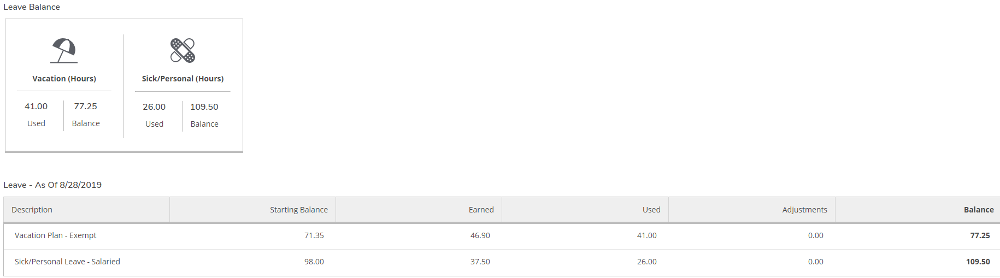 Leave Balance
Vacation (Hours)
Sick/Personal (Hours)
41.00 77.25
26.00 109.50
Used Balance
Used Balance
Leave - As Of 8/28/2019
Description Starting Balance Earned Used Adjustments Balance
Vacation Plan - Exempt 71.35 46.90 41.00 0.00 77.25
Sick/Personal Leave - Salaried 98.00 37.50 26.00 0.00 109.50